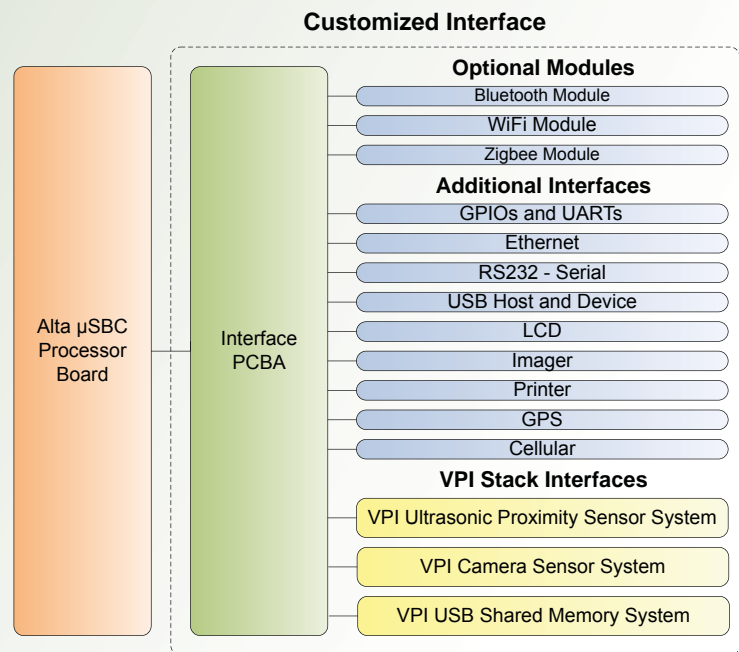 Customized Interface
Alta µSBC
Processor
Board
Interface
PCBA
Optional Modules
Bluetooth Module
WiFi Module
Zigbee Module
Additional Interfaces
GPIOs and UARTs
Ethernet
RS232 - Serial
USB Host and Device
LCD
Imager
Printer
GPS
Cellular
VPI Stack Interfaces
VPI Ultrasonic Proximity Sensor System
VPI Camera Sensor System
VPI USB Shared Memory System